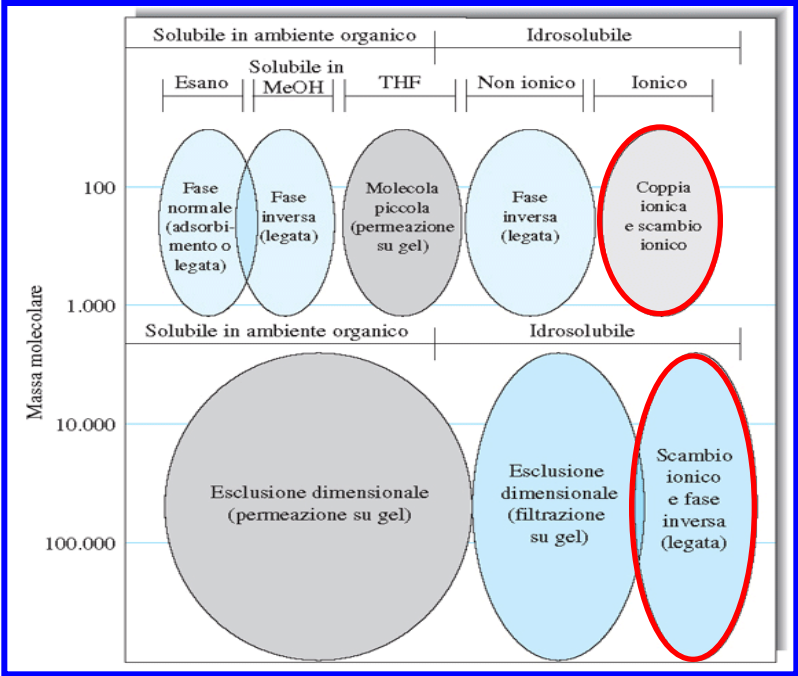 Solubile in ambiente organico
Idrosolubile
Esano
Solubile in
MeOH
THF
Non ionico
Ionico
Massa molecolare
100
1.000
10.000
100.000
Fase
normale
(adsorbi-
mento o
legata)
Fase
inversa
(legata)
Molecola
piccola
(permeazione
su gel)
Fase
inversa
(legata)
Coppia
ionica
e scambio
ionico
Solubile in ambiente organico
Idrosolubile
Esclusione dimensionale
(permeazione su gel)
Esclusione
dimensionale
(filtrazione
su gel)
Scambio
ionico
e fase
inversa
(legata)